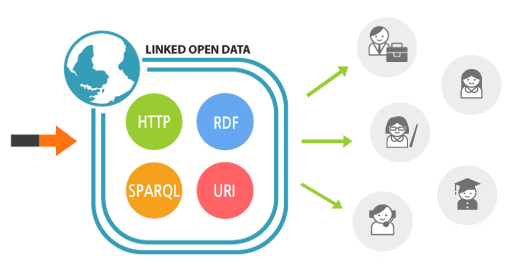 LINKED OPEN DATA
HTTP RDF
SPARQL URI